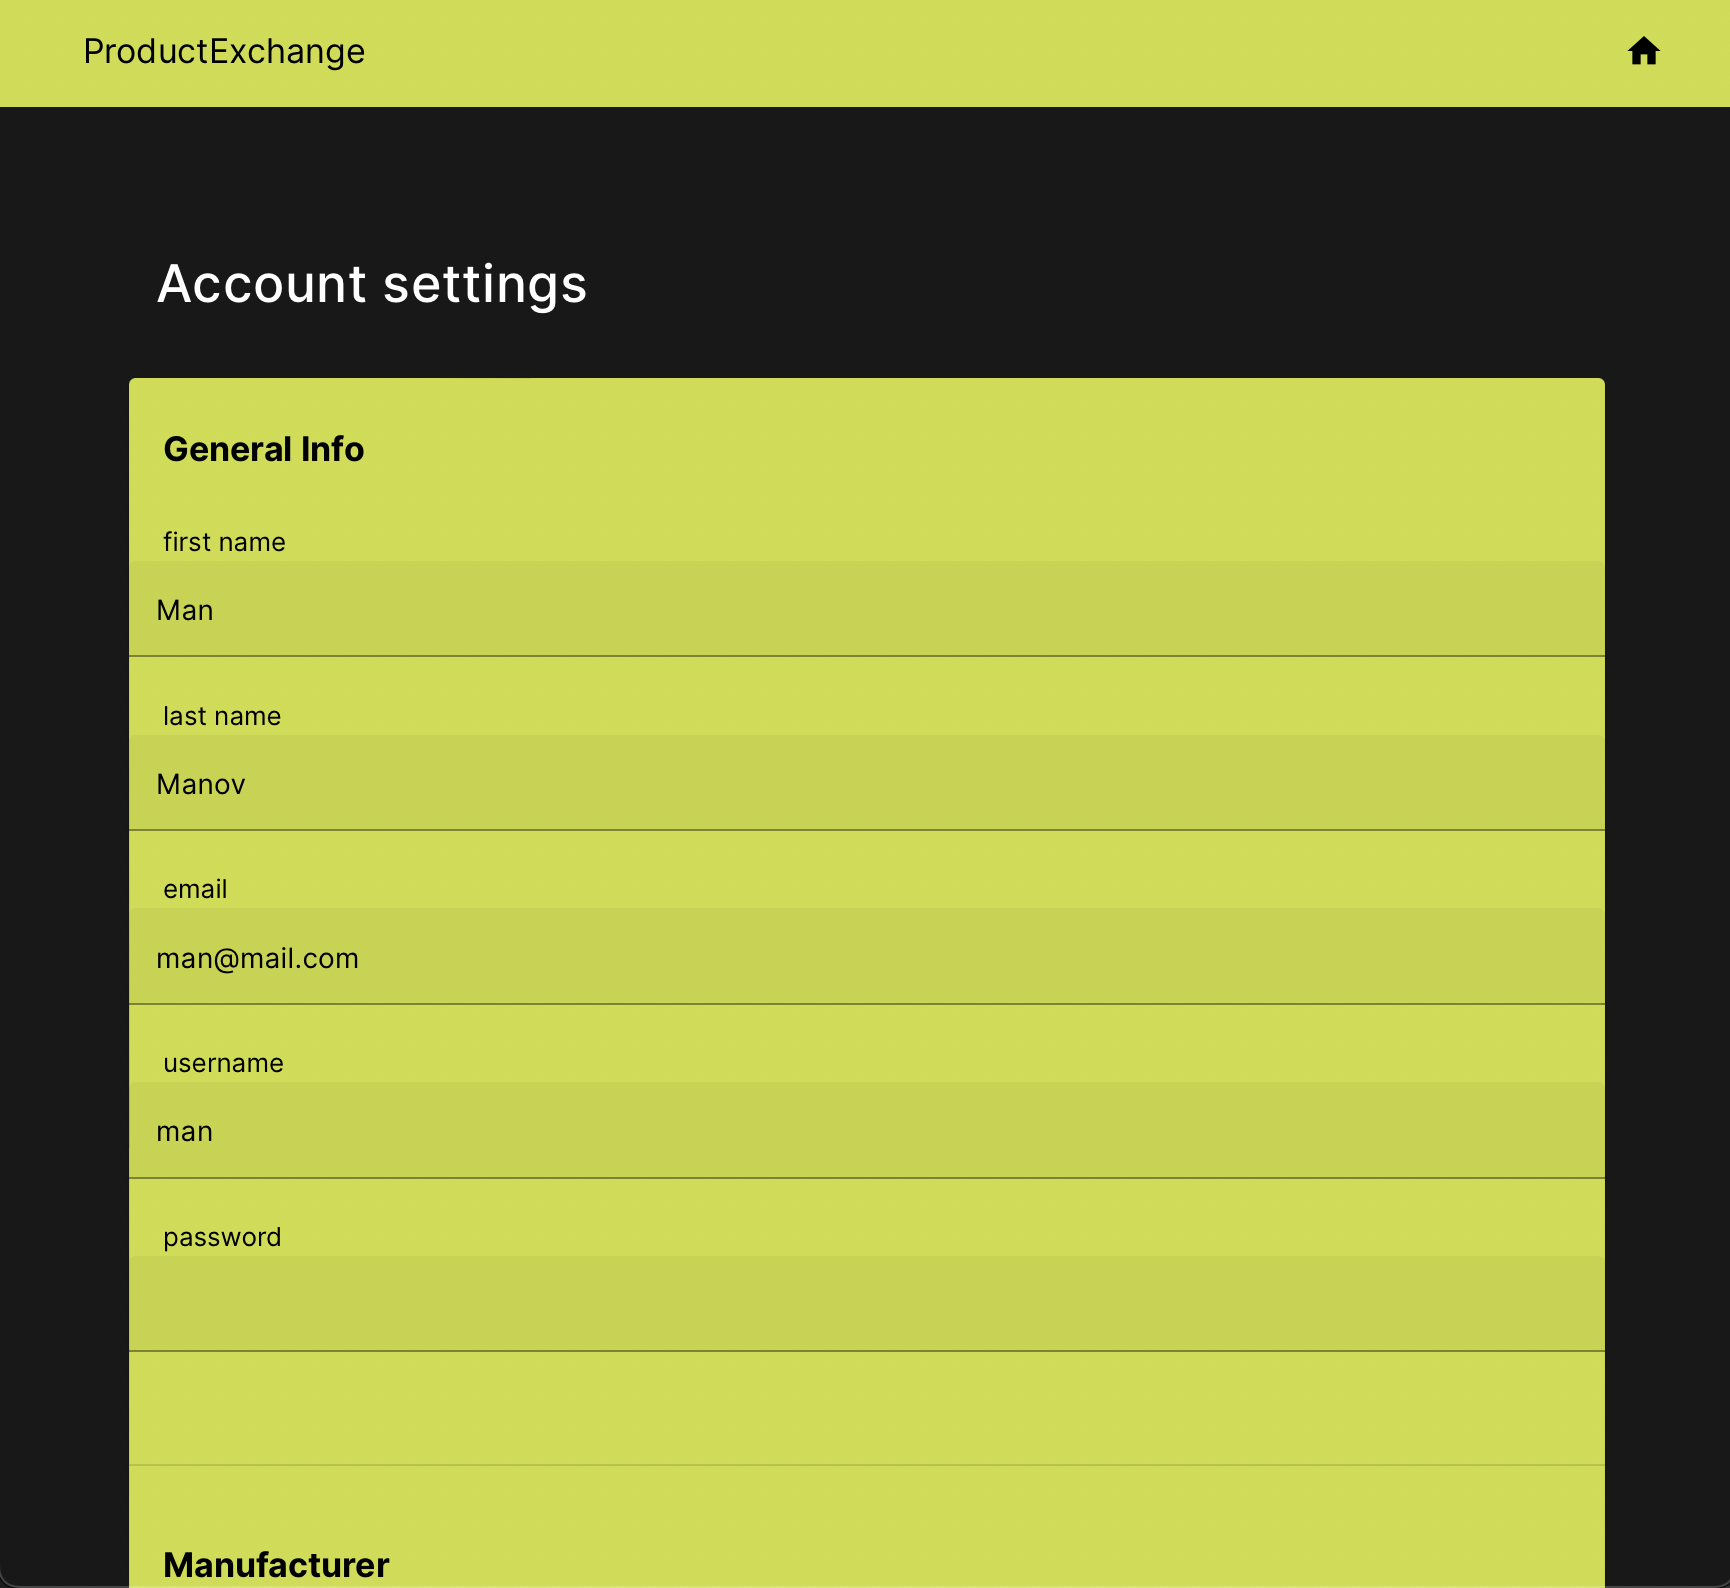 ProductExchange
Account settings
General Info
first name
Man
last name
Manov
email
man@mail.com
username
man
password
Manufacturer